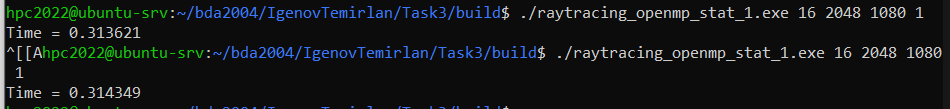 hpc2022@ubuntu-srv:~/bda2004/IgenovTemirlan/Task3/build$ ./raytracing_openmp_stat_1.exe 16 2048 1080 1
Time = 0.313621
^[[Ahpc2022@ubuntu-srv:~/bda2004/IgenovTemirlan/Task3/build$ ./raytracing_openmp_stat_1.exe 16 2048 1080
 1
Time = 0.314349